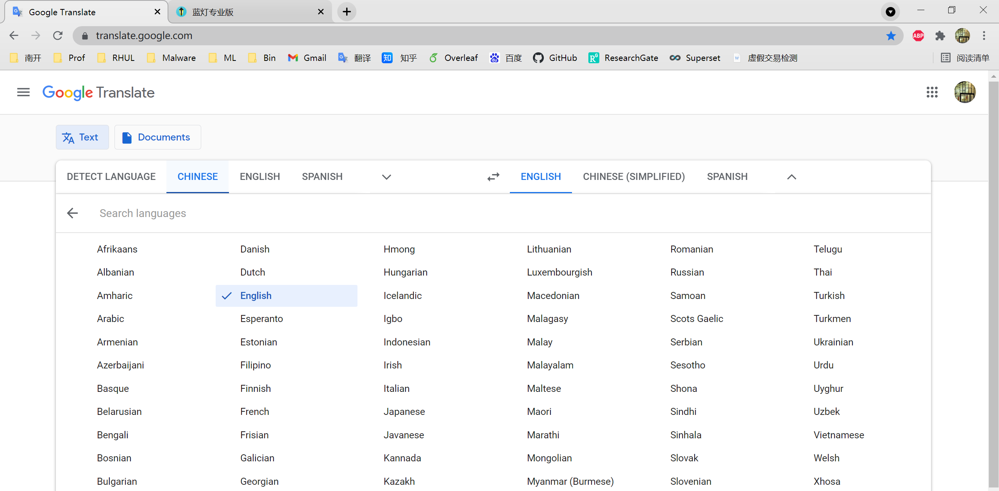 Google Translate
蓝灯专业版
translate.google.com
ABP
南开 Prof RHUL Malware ML Bin Gmail 翻译 知 知乎 Overleaf du 百度 GitHub RG ResearchGate Superset W 虚假交易检测 阅读清单
Google Translate
Text Documents
DETECT LANGUAGE CHINESE ENGLISH SPANISH ENGLISH CHINESE (SIMPLIFIED) SPANISH
Search languages
Afrikaans Danish Hmong Lithuanian Romanian Telugu
Albanian Dutch Hungarian Luxembourgish Russian Thai
Amharic English Icelandic Macedonian Samoan Turkish
Arabic Esperanto Igbo Malagasy Scots Gaelic Turkmen
Armenian Estonian Indonesian Malay Serbian Ukrainian
Azerbaijani Filipino Irish Malayalam Sesotho Urdu
Basque Finnish Italian Maltese Shona Uyghur
Belarusian French Japanese Maori Sindhi Uzbek
Bengali Frisian Javanese Marathi Sinhala Vietnamese
Bosnian Galician Kannada Mongolian Slovak Welsh
Bulgarian Georgian Kazakh Myanmar (Burmese) Slovenian Xhosa